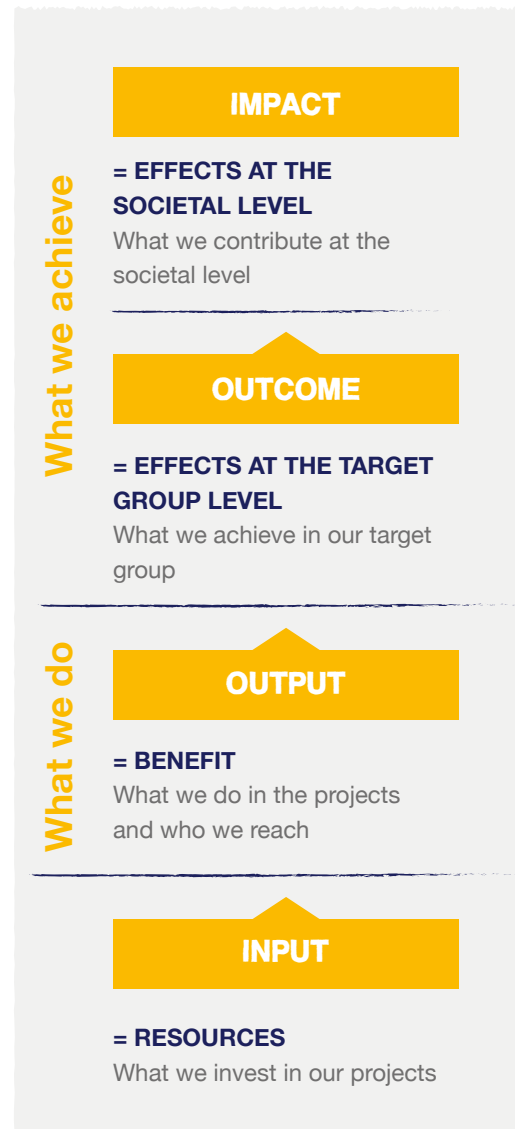 IMPACT
= EFFECTS AT THE
SOCIETAL LEVEL
What we contribute at the
societal level
What we achieve
OUTCOME
= EFFECTS AT THE TARGET
GROUP LEVEL
What we achieve in our target
group
What we do
OUTPUT
= BENEFIT
What we do in the projects
and who we reach
INPUT
= RESOURCES
What we invest in our projects